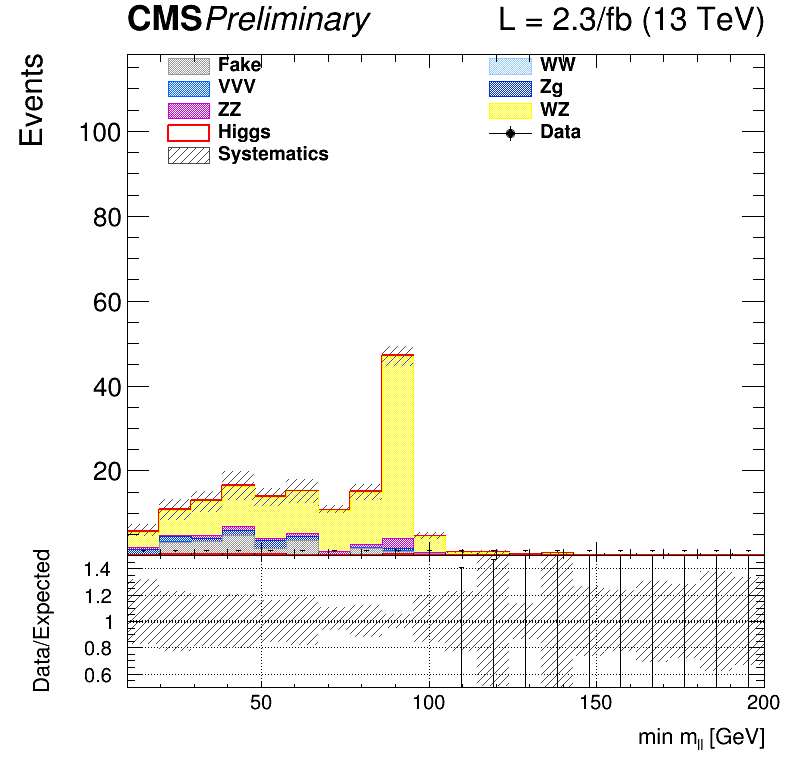 CMS Preliminary L = 2.3/fb (13 TeV)
Events
Fake WW
VVV Zg
ZZ WZ
Higgs Data
Systematics
100
80
60
40
20
Data/Expected
1.4
1.2
1
0.8
0.6
50 100 150 200
min m_ll [GeV]